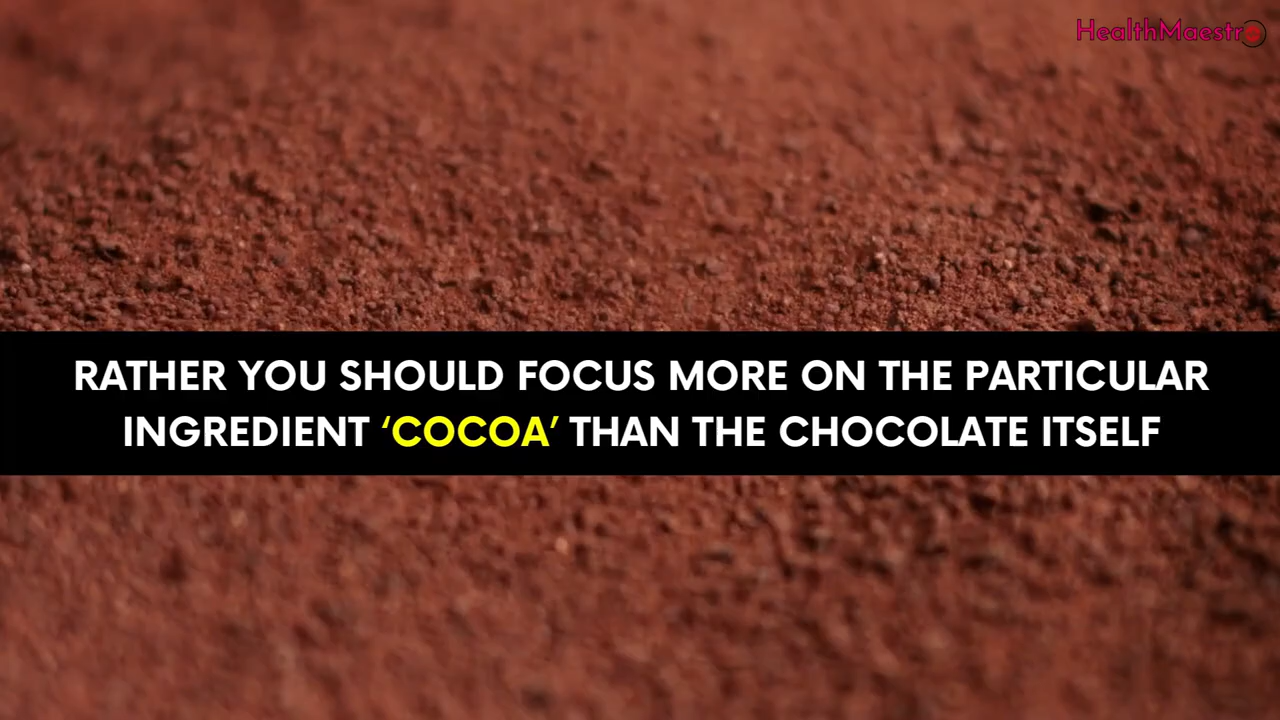 HealthMaestro
RATHER YOU SHOULD FOCUS MORE ON THE PARTICULAR
INGREDIENT ‘COCOA’ THAN THE CHOCOLATE ITSELF